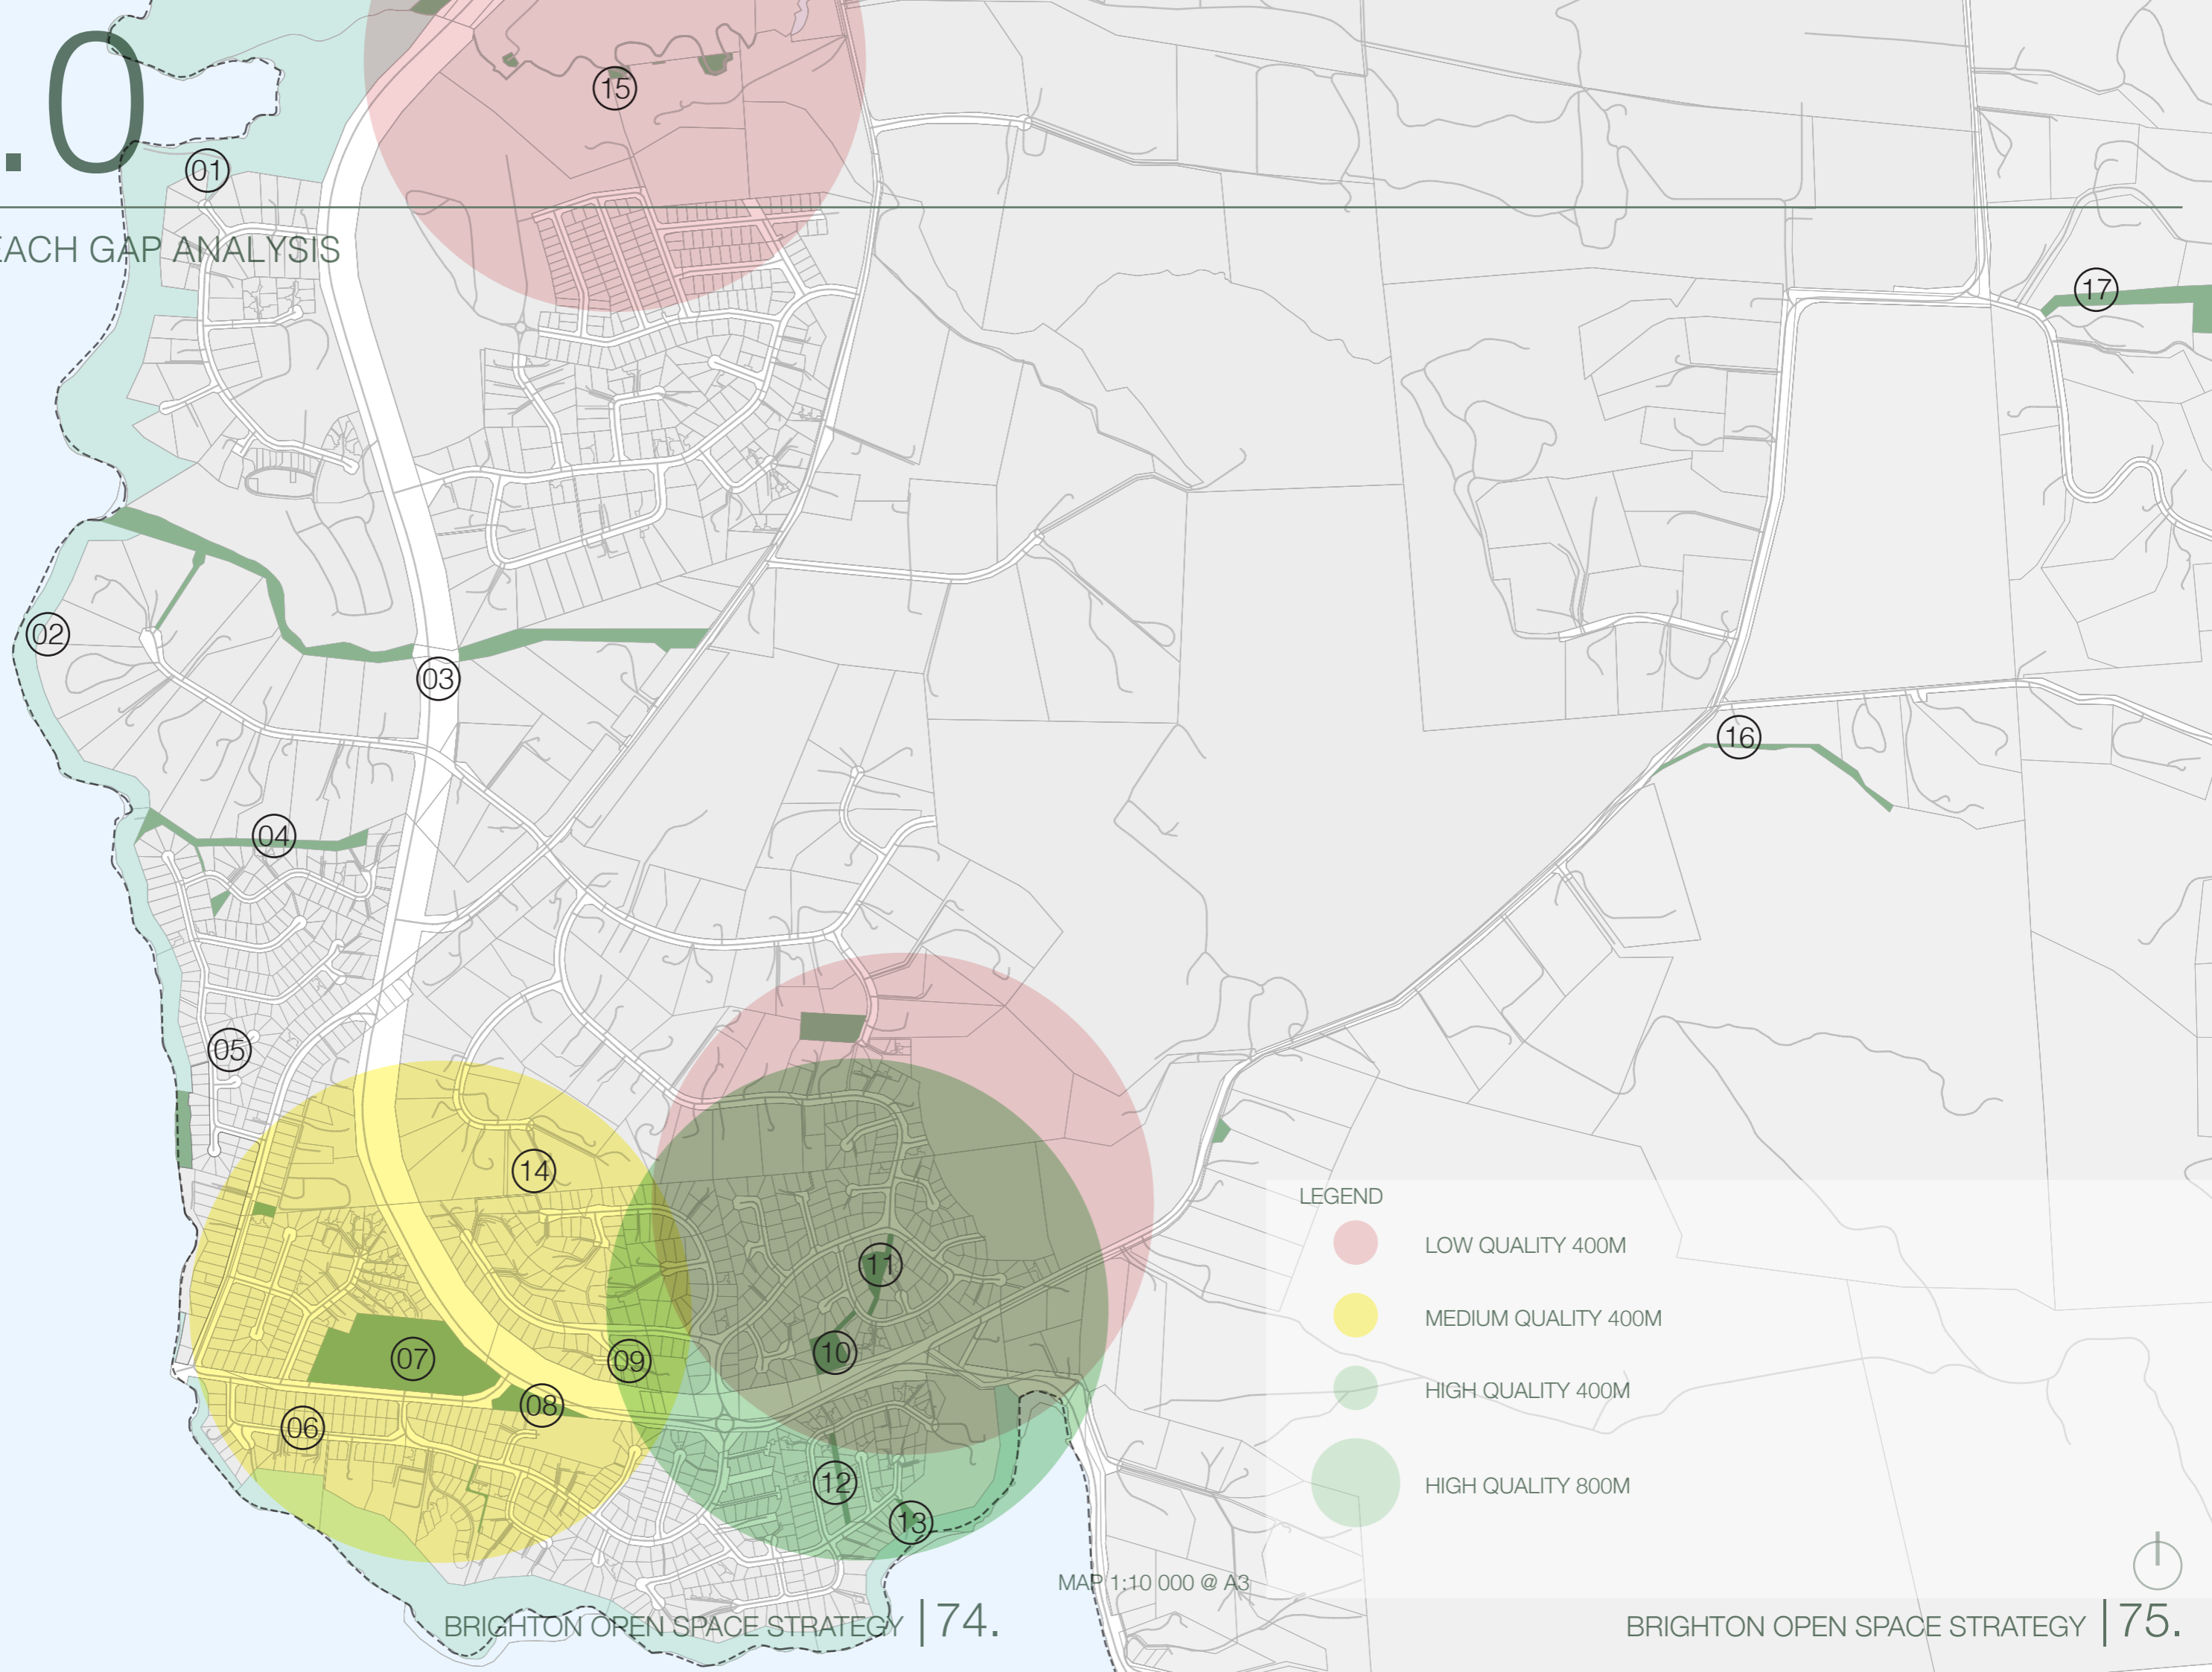 .0
15
01
EACH GAP ANALYSIS
17
02
03
16
04
05
14
LEGEND
LOW QUALITY 400M
11
MEDIUM QUALITY 400M
10
07
09
HIGH QUALITY 400M
08
06
12
HIGH QUALITY 800M
13
MAP 1:10 000 @ A3
BRIGHTON OPEN SPACE STRATEGY | 74.
BRIGHTON OPEN SPACE STRATEGY | 75.